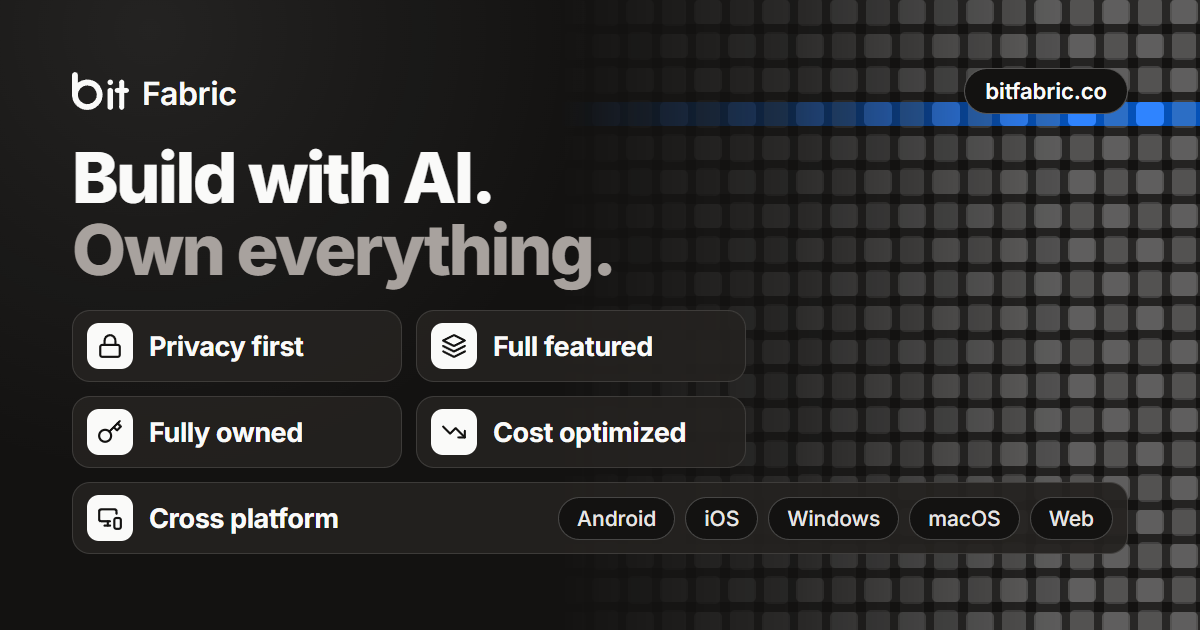 bit Fabric
bitfabric.co
Build with AI.
Own everything.
Privacy first
Full featured
Fully owned
Cost optimized
Cross platform
Android
iOS
Windows
macOS
Web